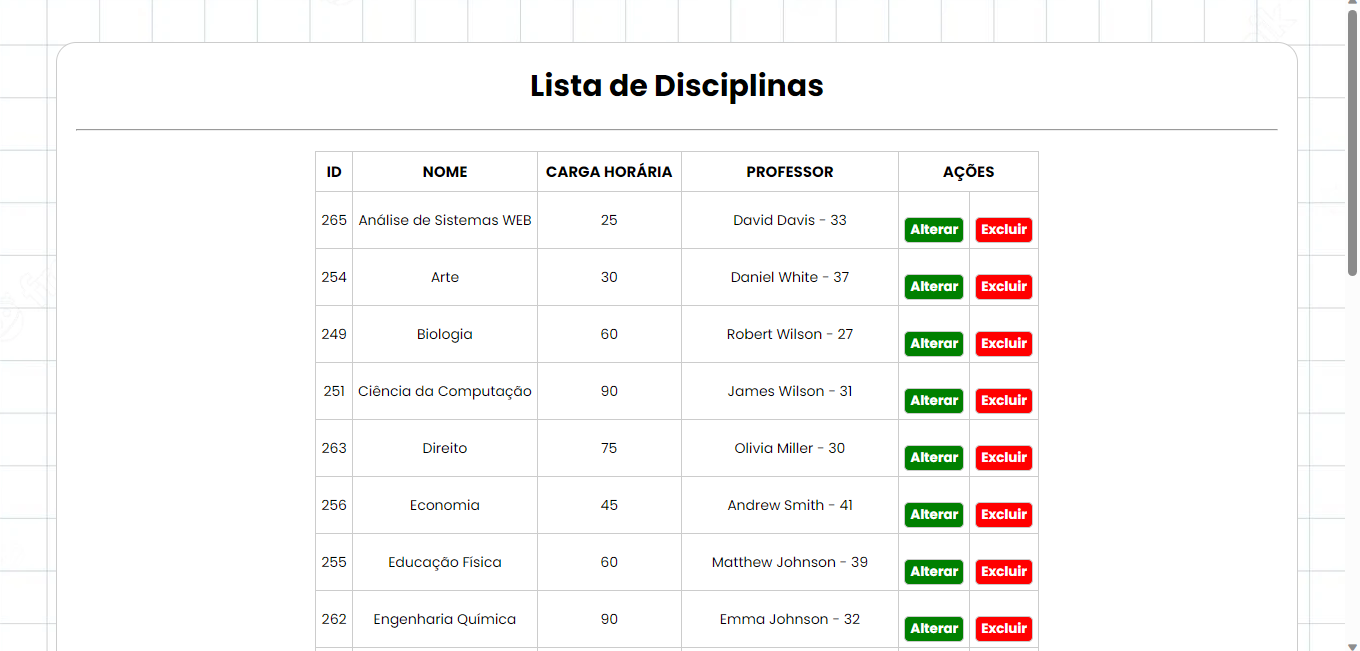 Lista de Disciplinas
ID NOME CARGA HORÁRIA PROFESSOR AÇÕES
265 Análise de Sistemas WEB 25 David Davis - 33 Alterar Excluir
254 Arte 30 Daniel White - 37 Alterar Excluir
249 Biologia 60 Robert Wilson - 27 Alterar Excluir
251 Ciência da Computação 90 James Wilson - 31 Alterar Excluir
263 Direito 75 Olivia Miller - 30 Alterar Excluir
256 Economia 45 Andrew Smith - 41 Alterar Excluir
255 Educação Física 60 Matthew Johnson - 39 Alterar Excluir
262 Engenharia Química 90 Emma Johnson - 32 Alterar Excluir